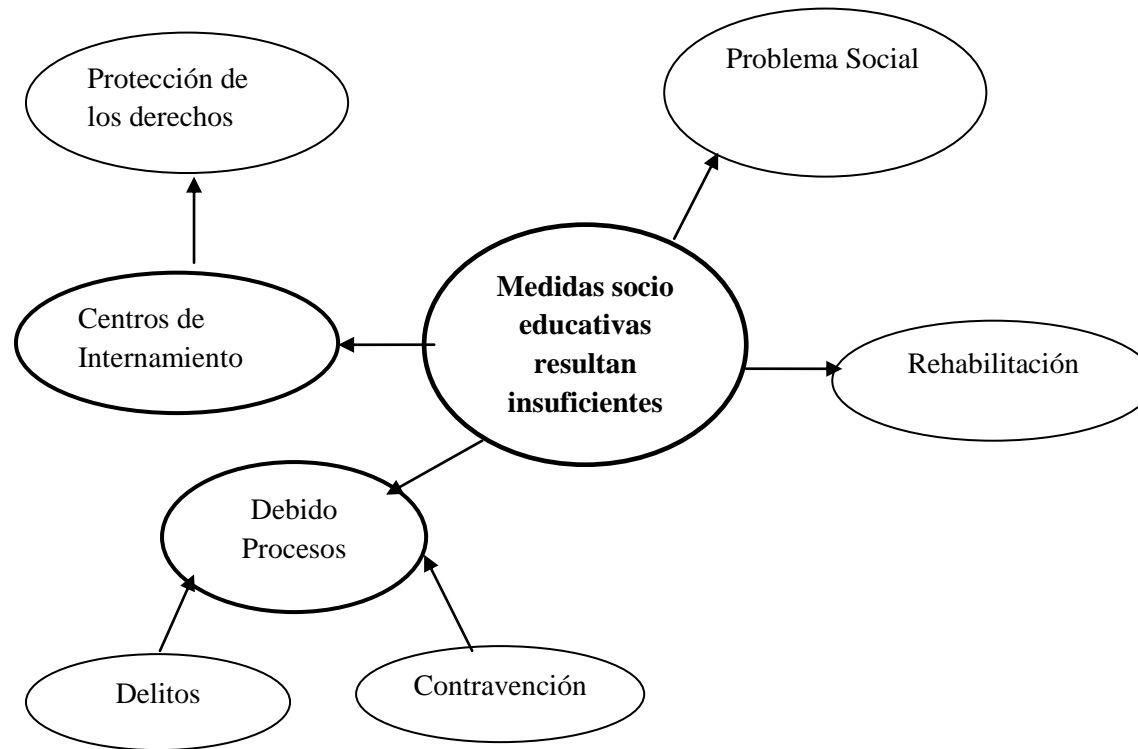 Protección de
los derechos
Problema Social
Medidas socio
educativas
resultan
insuficientes
Centros de
Internamiento
Rehabilitación
Debido
Procesos
Delitos
Contravención